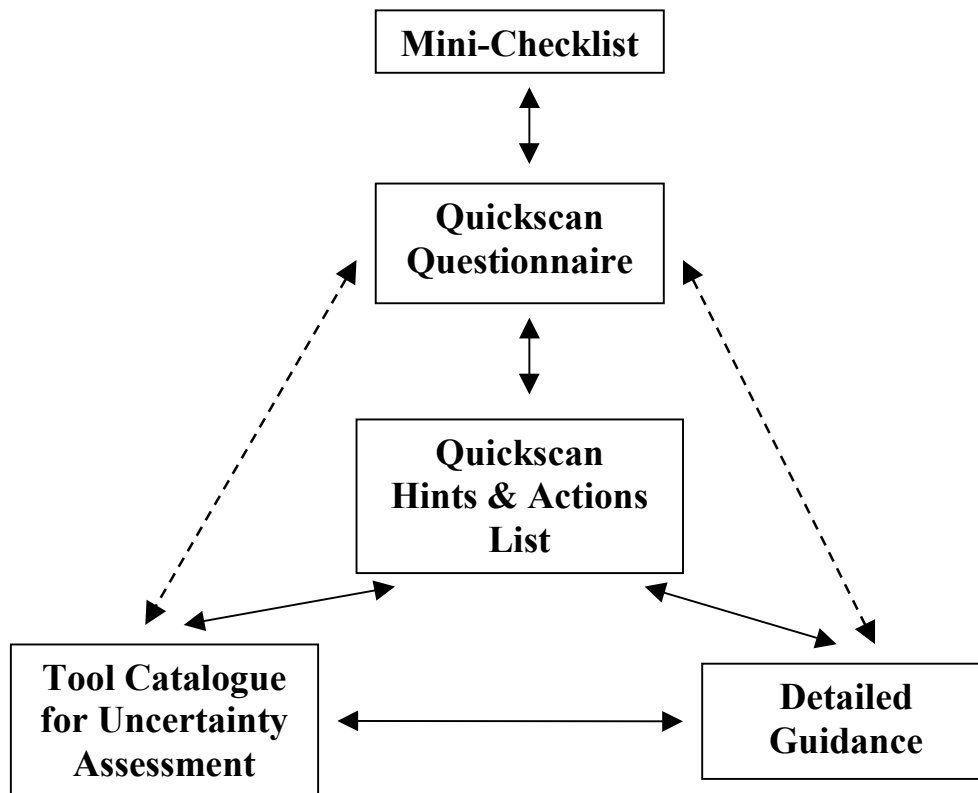 Mini-Checklist
Quickscan
Questionnaire
Quickscan
Hints & Actions
List
Tool Catalogue
for Uncertainty
Assessment
Detailed
Guidance